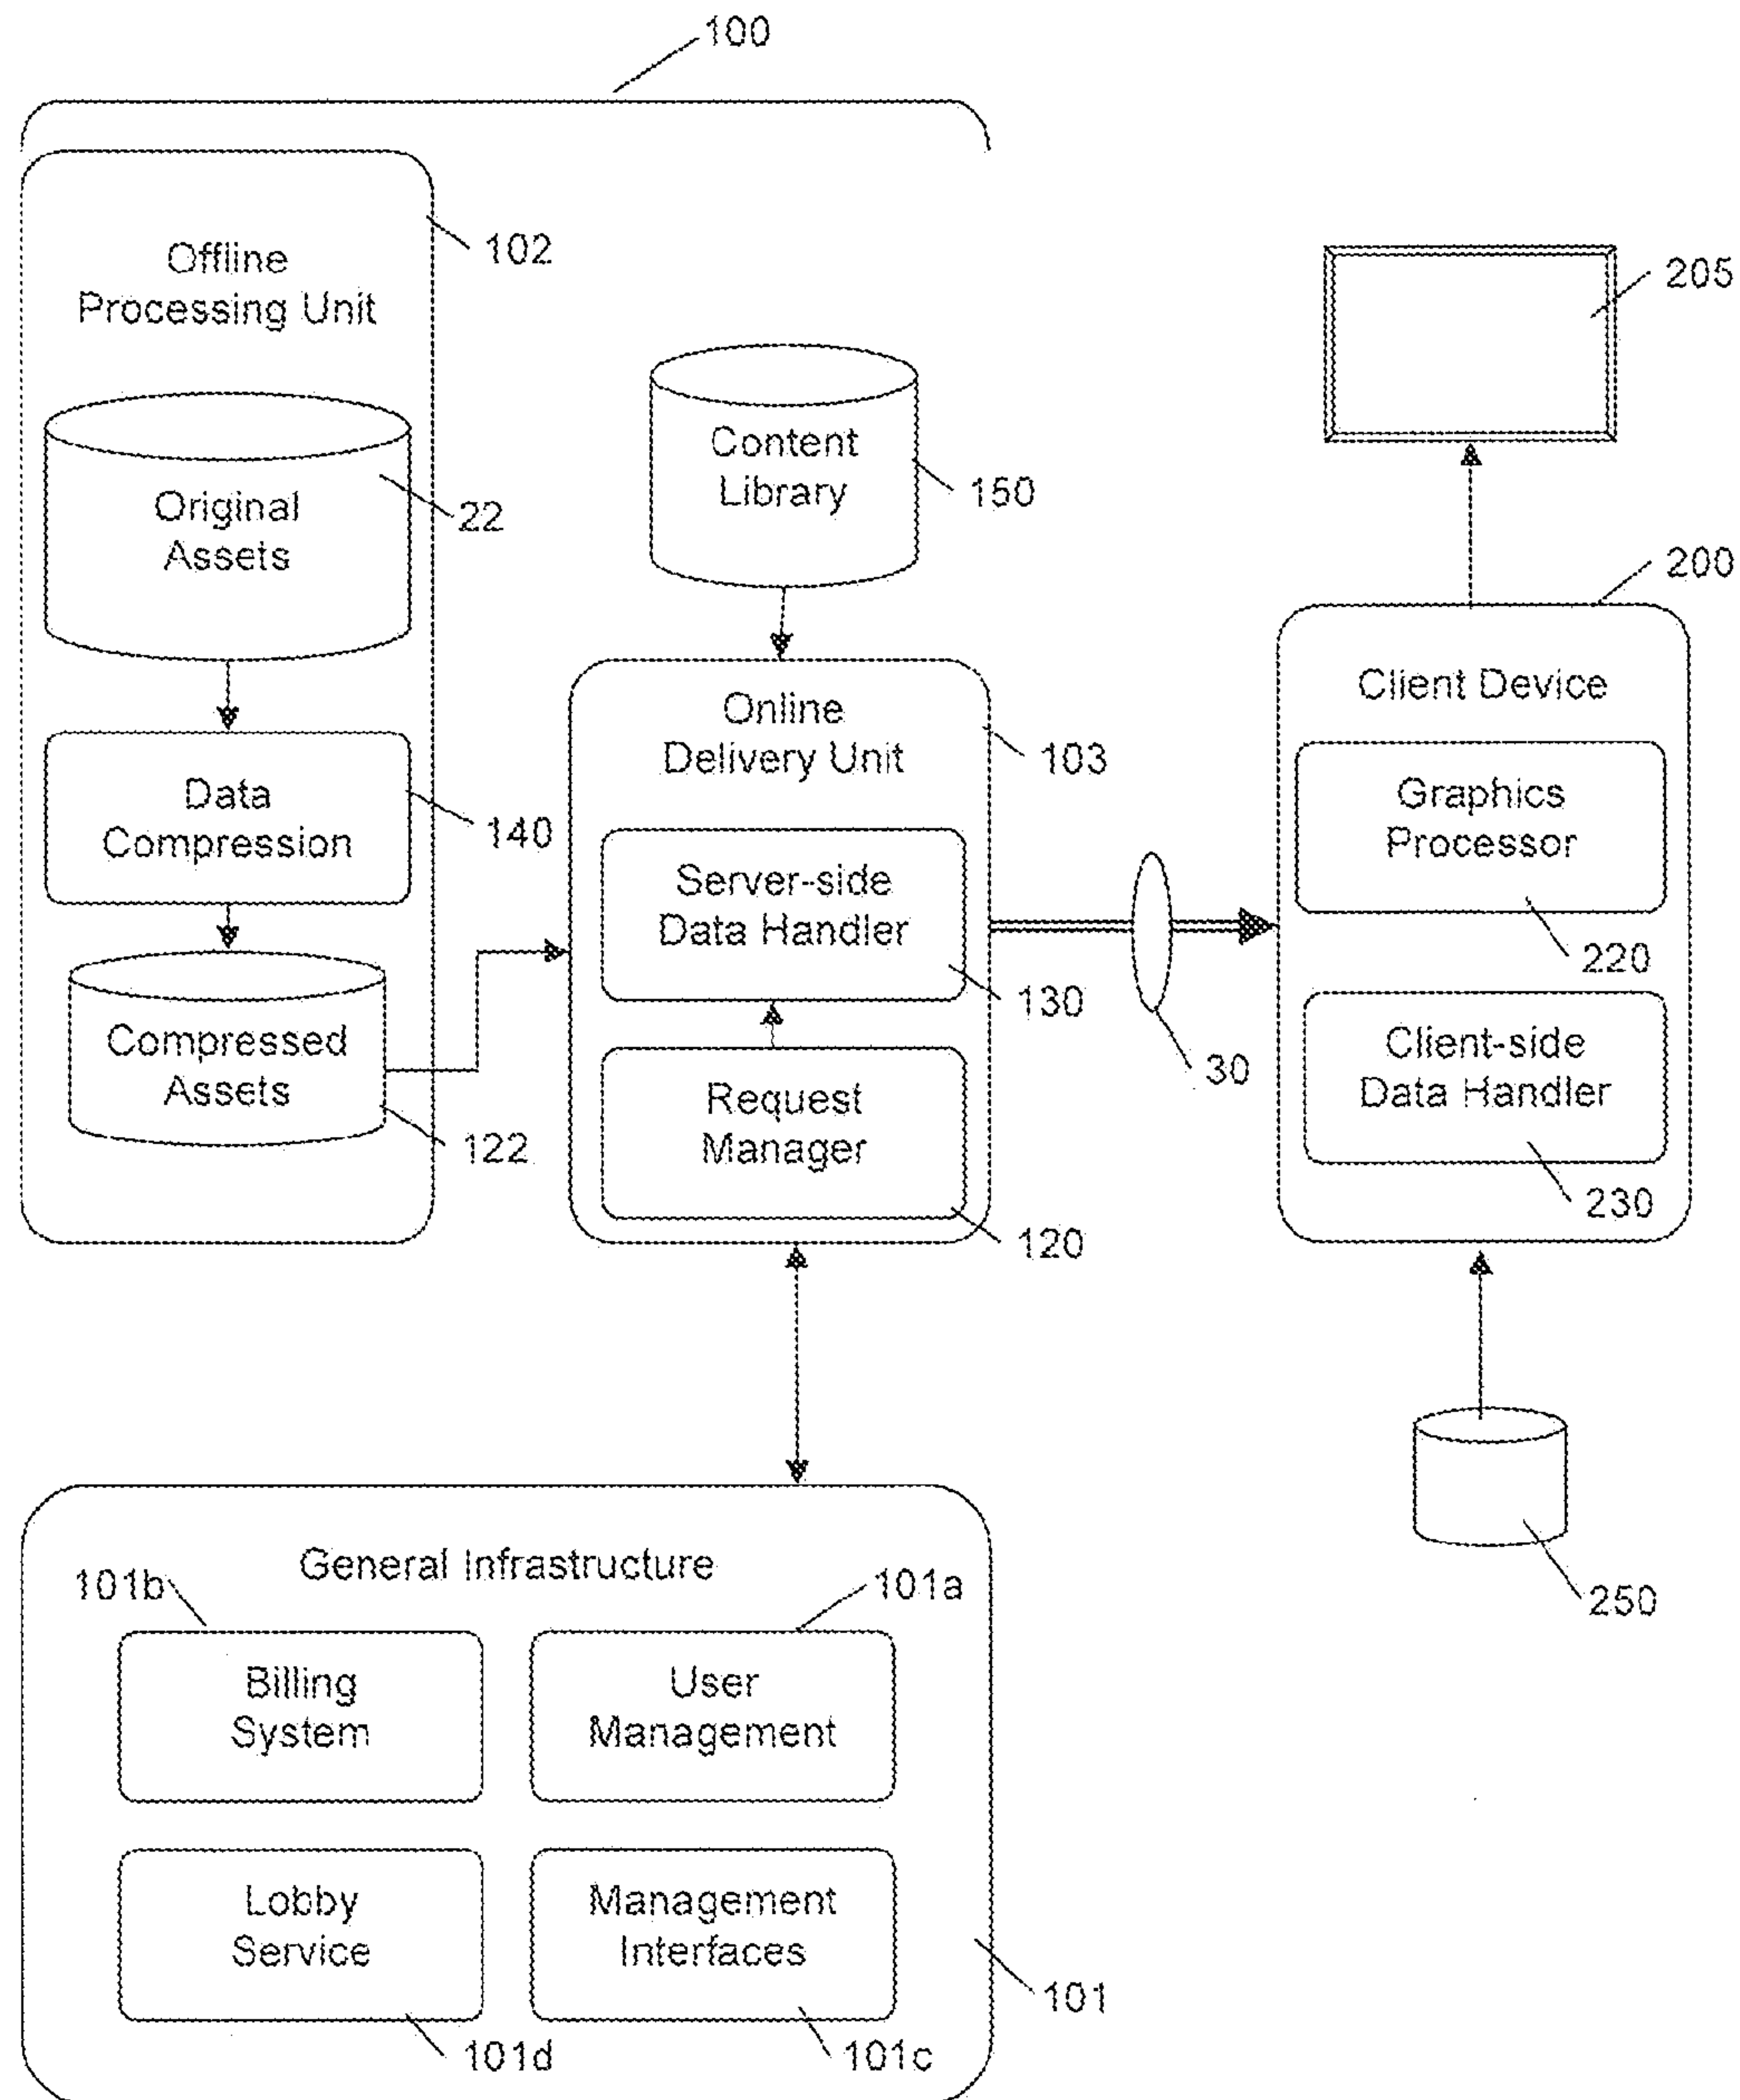 100
Offline
Processing Unit
102
Original
Assets
22
Data
Compression
140
Compressed
Assets
122
Content
Library
150
Online
Delivery Unit
103
Server-side
Data Handler
130
Request
Manager
120
30
205
200
Client Device
Graphics
Processor
220
Client-side
Data Handler
230
250
General Infrastructure
101b
101a
Billing
System
User
Management
Lobby
Service
Management
Interfaces
101
101d
101c